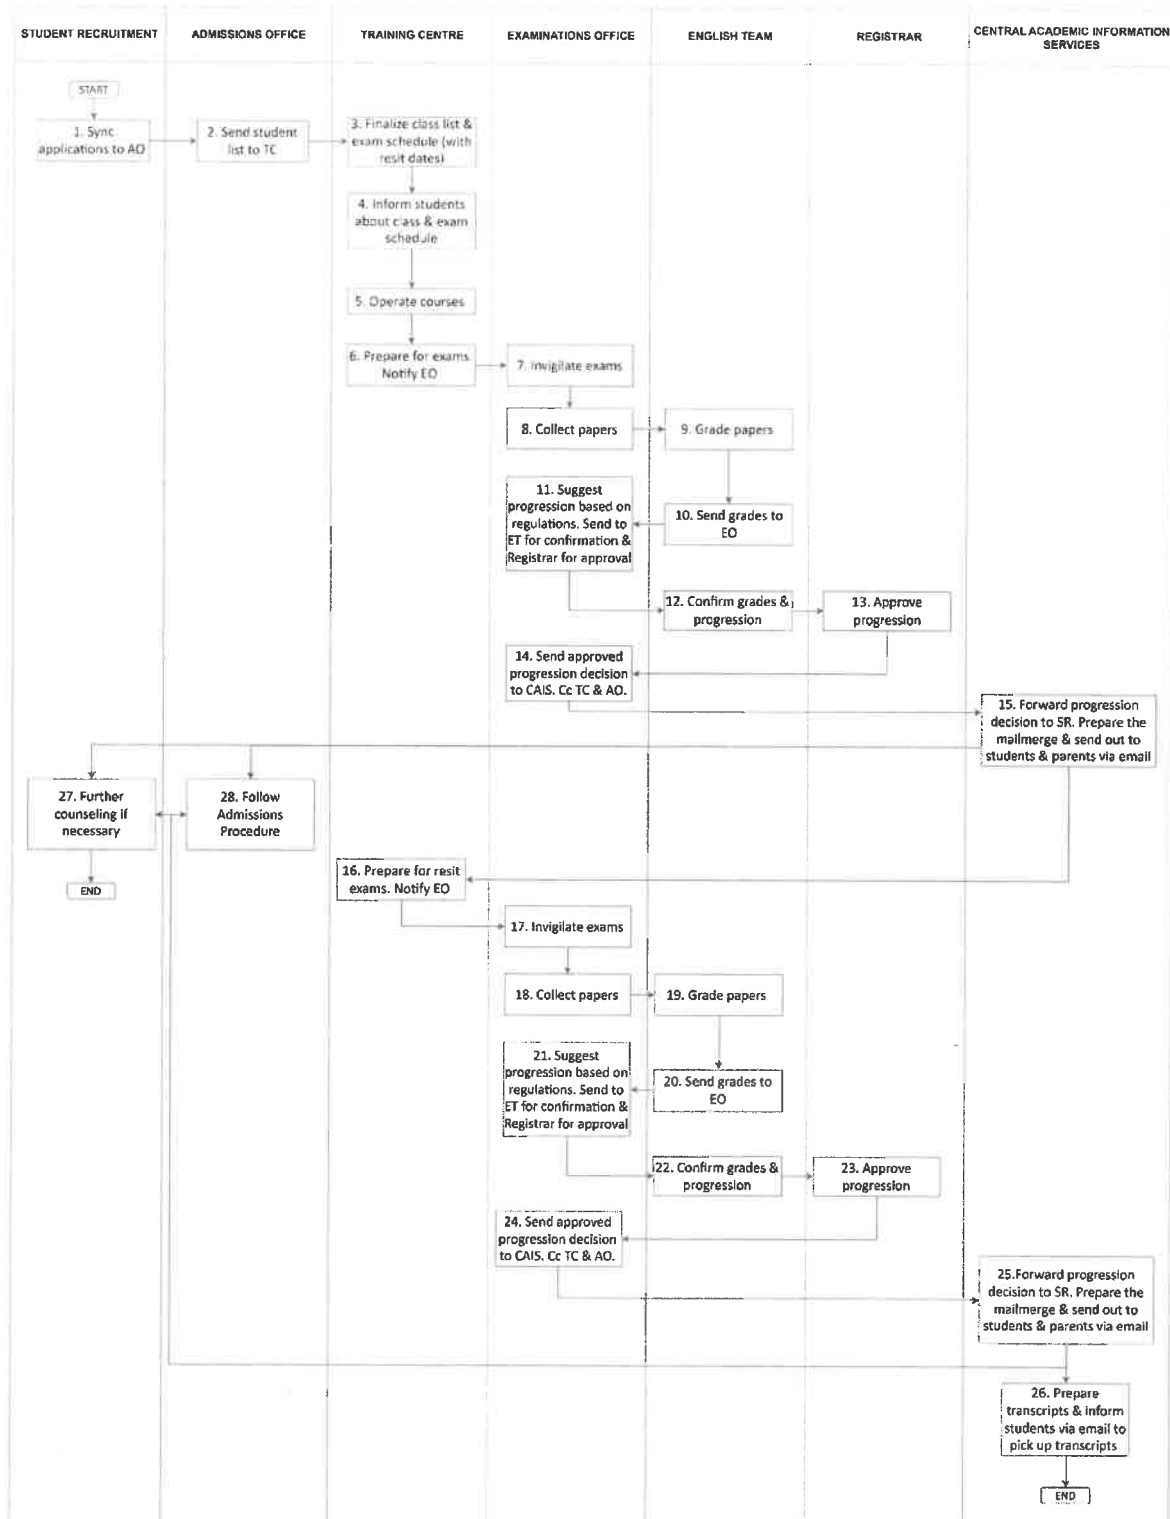 STUDENT RECRUITMENT
ADMISSIONS OFFICE
TRAINING CENTRE
EXAMINATIONS OFFICE
ENGLISH TEAM
REGISTRAR
CENTRAL ACADEMIC INFORMATION
SERVICES
START
1. Sync
applications to AO
2. Send student
list to TC
3. Finalize class list &
exam schedule (with
resit dates)
4. Inform students
about class & exam
schedule
5. Operate courses
6. Prepare for exams
Notify EO
7. Invigilate exams
8. Collect papers
9. Grade papers
11. Suggest
progression based on
regulations. Send to
ET for confirmation &
Registrar for approval
10. Send grades to
EO
12. Confirm grades &
progression
13. Approve
progression
14. Send approved
progression decision
to CAIS. Cc TC & AO.
15. Forward progression
decision to SR. Prepare the
mailmerge & send out to
students & parents via email
27. Further
counseling if
necessary
28. Follow
Admissions
Procedure
END
16. Prepare for resit
exams. Notify EO
17. Invigilate exams
18. Collect papers
19. Grade papers
21. Suggest
progression based on
regulations. Send to
ET for confirmation &
Registrar for approval
20. Send grades to
EO
22. Confirm grades &
progression
23. Approve
progression
24. Send approved
progression decision
to CAIS. Cc TC & AO.
25.Forward progression
decision to SR. Prepare the
mailmerge & send out to
students & parents via email
26. Prepare
transcripts & inform
students via email to
pick up transcripts
END